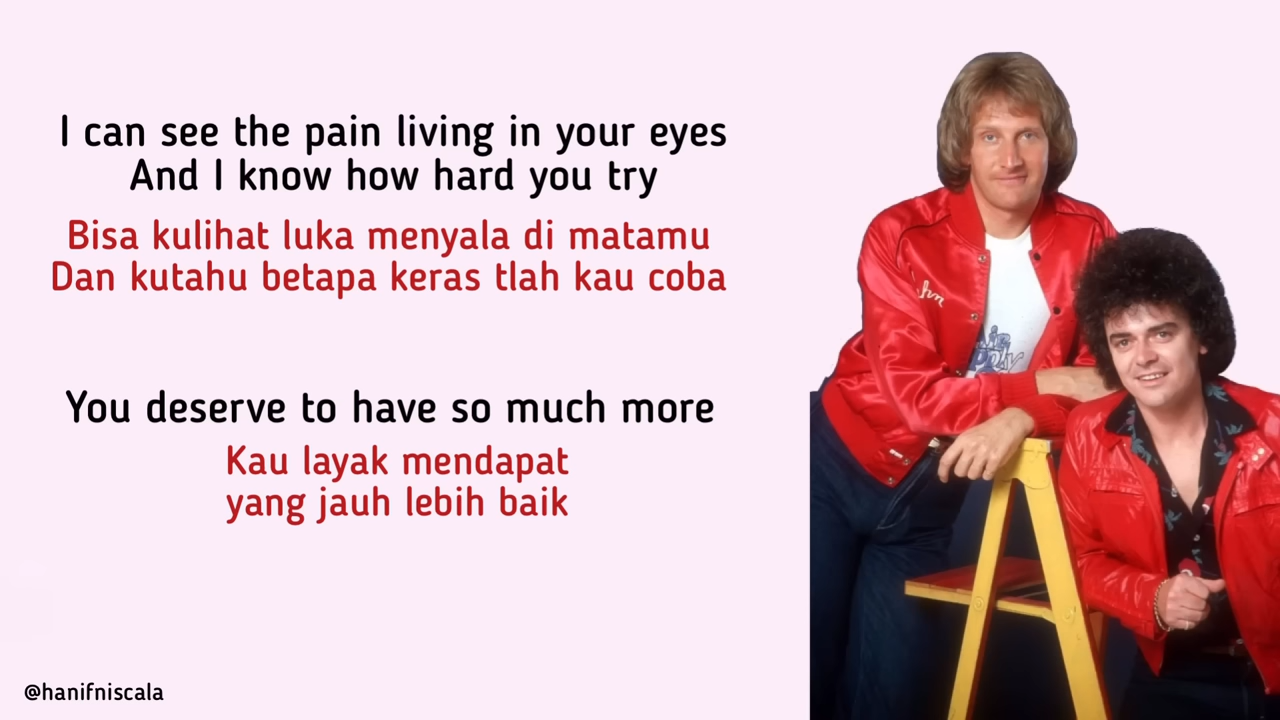 I can see the pain living in your eyes
And I know how hard you try
Bisa kulihat luka menyala di matamu
Dan kutahu betapa keras tlah kau coba
You deserve to have so much more
Kau layak mendapat
yang jauh lebih baik
@hanifniscala